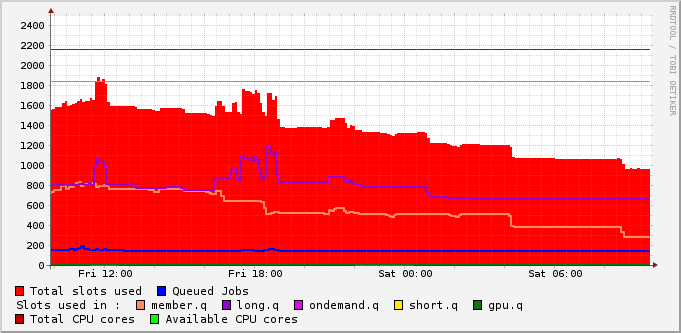 RRDTOOL / TOBI OETIKER
2400
2200
2000
1800
1600
1400
1200
1000
800
600
400
200
0
Fri 12:00 Fri 18:00 Sat 00:00 Sat 06:00
Total slots used Queued Jobs
Slots used in : member.q long.q ondemand.q short.q gpu.q
Total CPU cores Available CPU cores